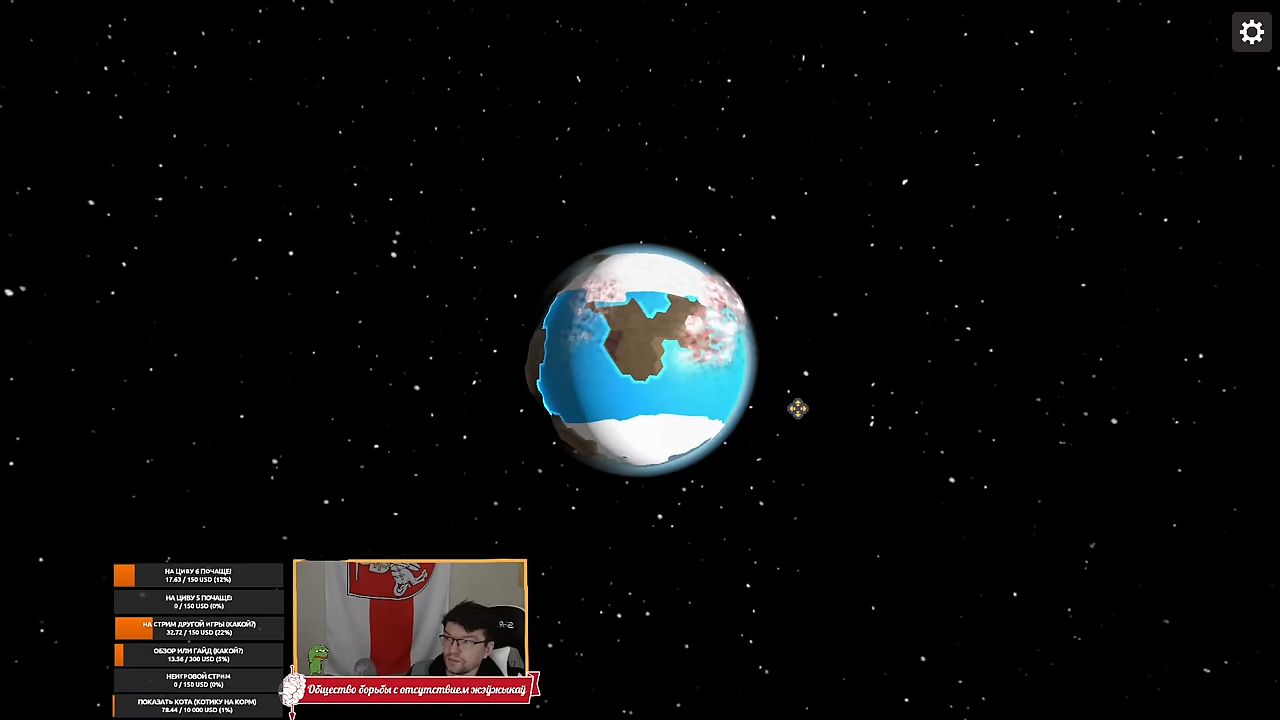 НА ЦИВУ 6 ПОЧАЩЕ!
17.63 / 150 USD (12%)
НА ЦИВУ 5 ПОЧАЩЕ!
0 / 150 USD (0%)
НА СТРИМ ДРУГОЙ ИГРЫ (КАКОЙ?)
32.72 / 150 USD (22%)
ОБЗОР ИЛИ ГАЙД (КАКОЙ?)
13.56 / 300 USD (5%)
НЕИГРОВОЙ СТРИМ
0 / 150 USD (0%)
ПОКАЗАТЬ КОТА (КОТИКУ НА КОРМ)
78.44 / 10 000 USD (1%)
Общество борьбы с отсутствием жэўжыкаў